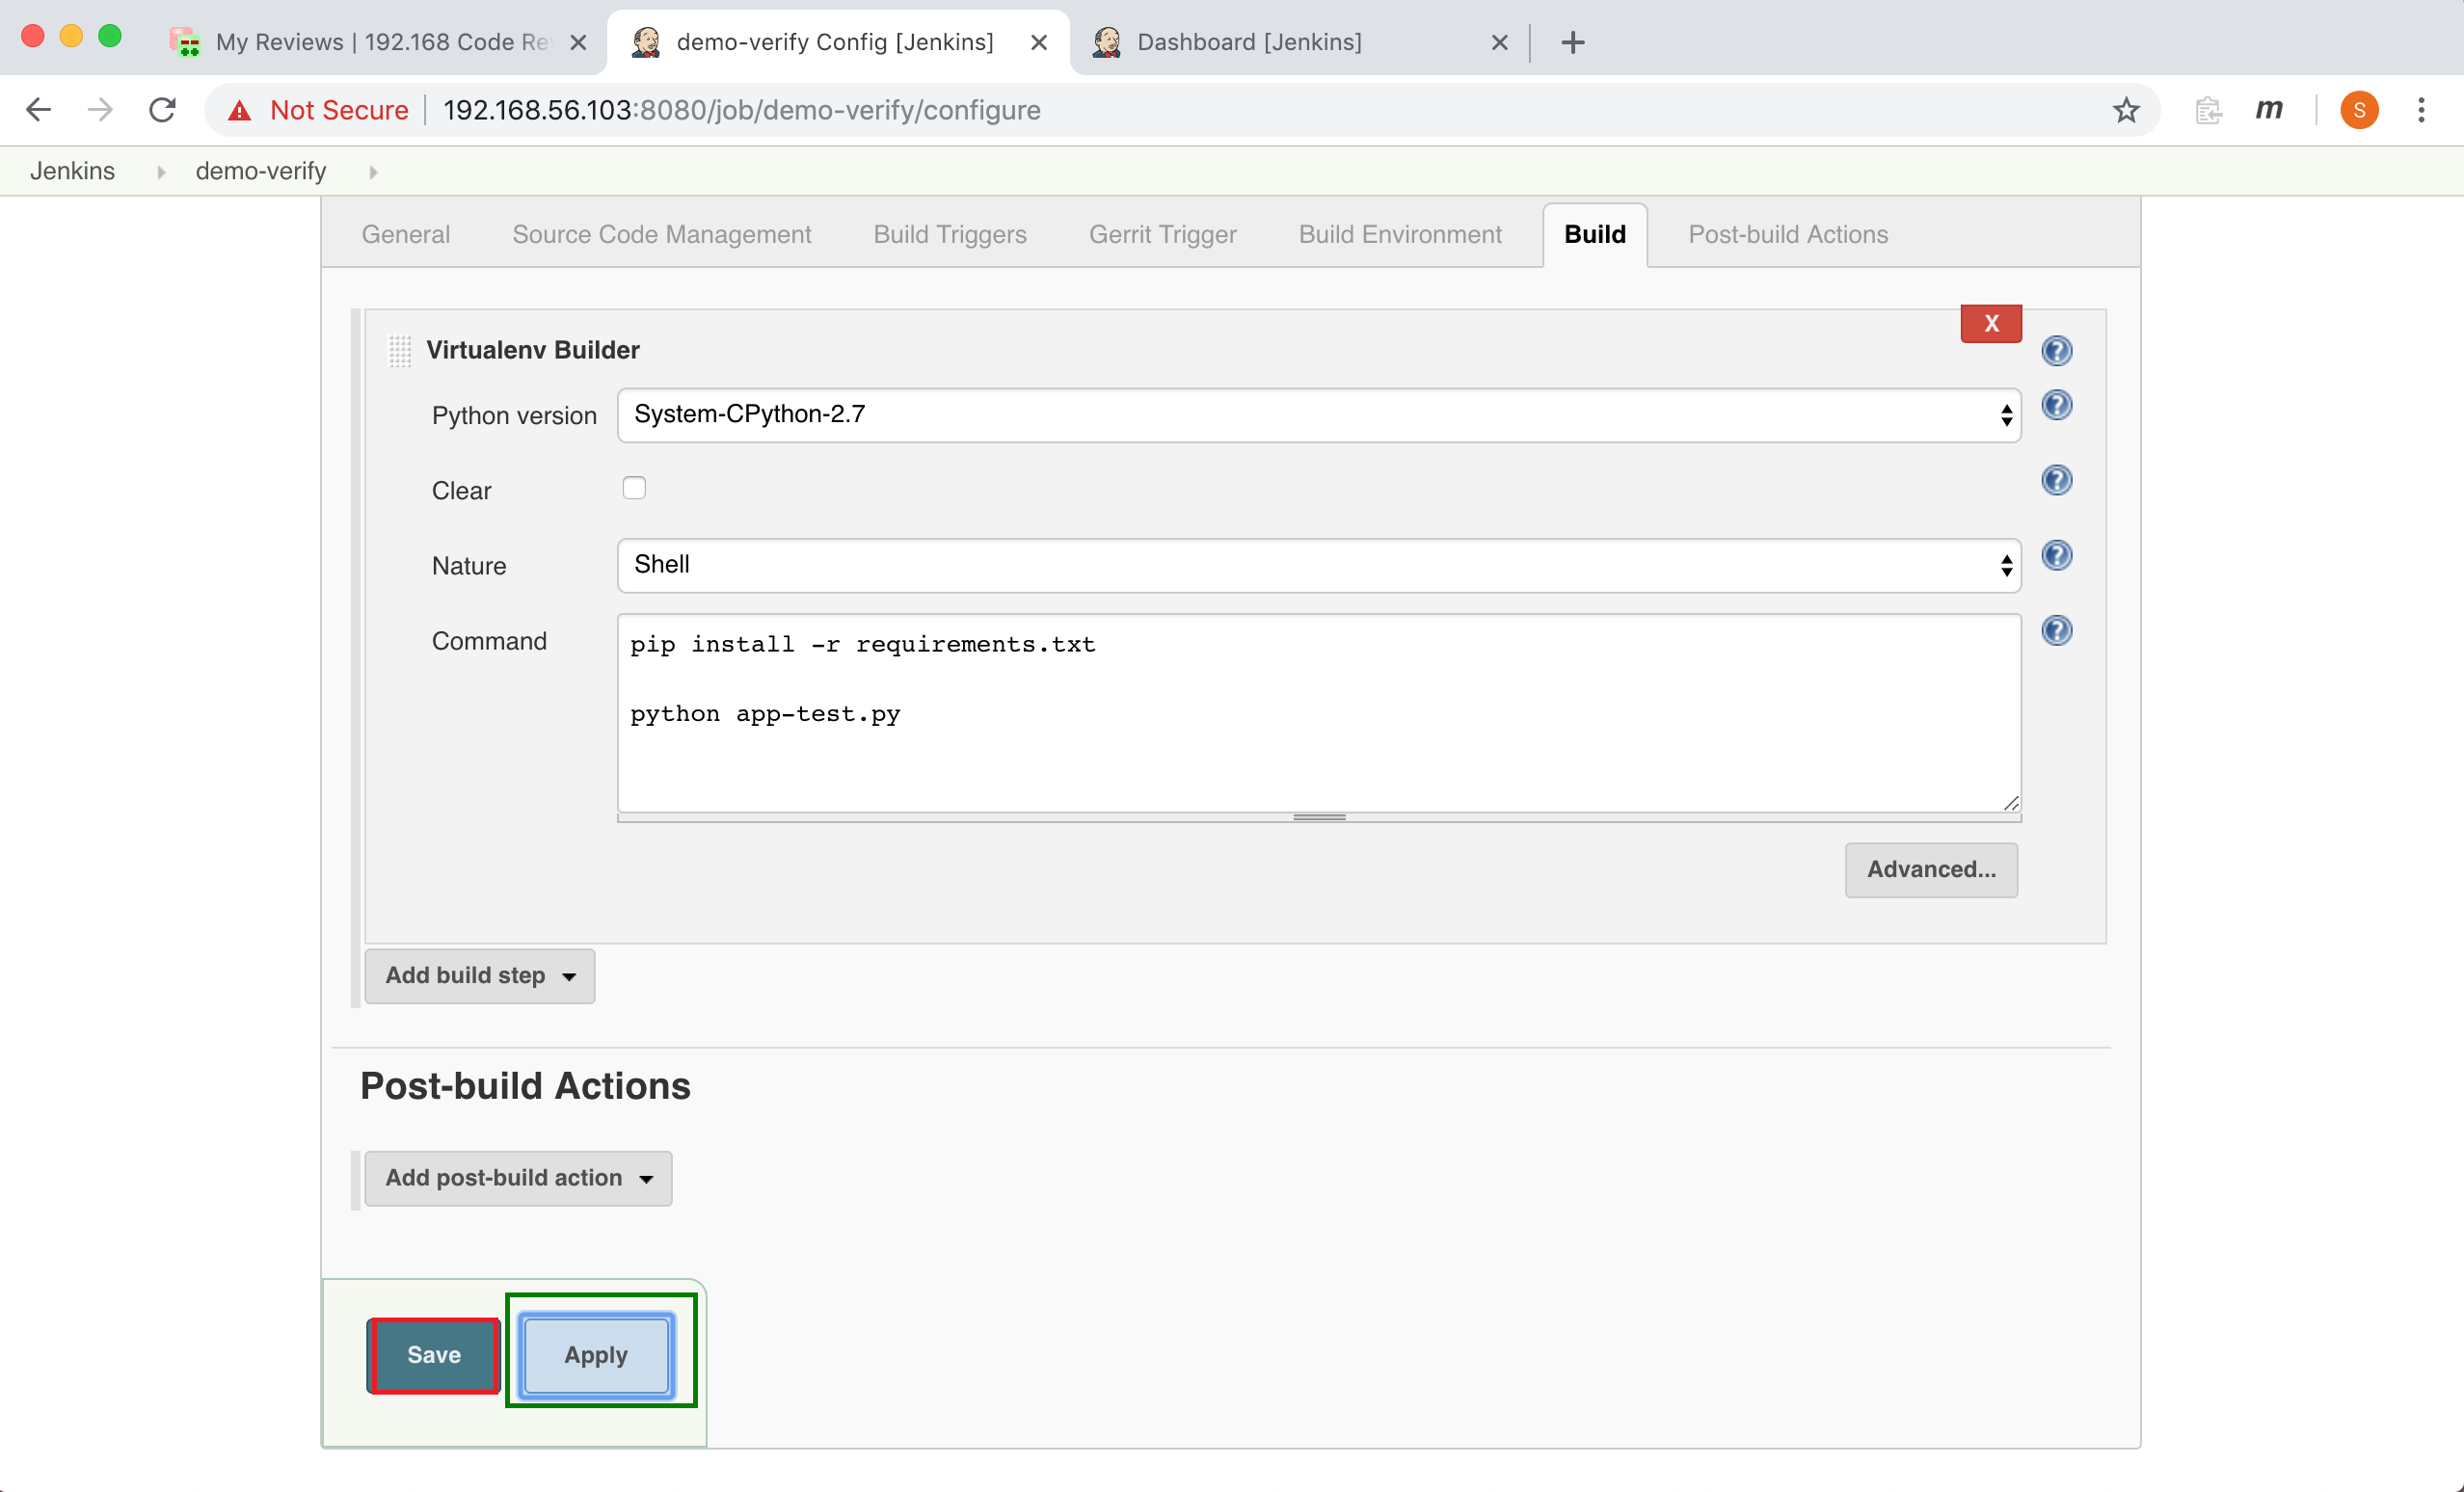 My Reviews | 192.168 Code Re
demo-verify Config [Jenkins]
Dashboard [Jenkins]
Not Secure
192.168.56.103:8080/job/demo-verify/configure
m
S
Jenkins
demo-verify
General
Source Code Management
Build Triggers
Gerrit Trigger
Build Environment
Build
Post-build Actions
X
Virtualenv Builder
?
Python version
System-CPython-2.7
?
Clear
?
Nature
Shell
?
Command
pip install -r requirements.txt
?
python app-test.py
Advanced...
Add build step
Post-build Actions
Add post-build action
Save
Apply